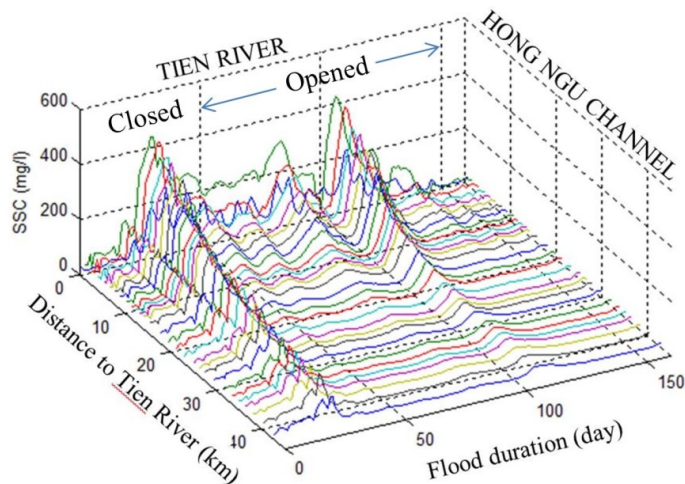 TIEN RIVER
HONG NGU CHANNEL
Closed
Opened
SSC (mg/l)
600
400
200
0
0
10
20
30
40
Distance to Tien River (km)
0
50
100
150
Flood duration (day)